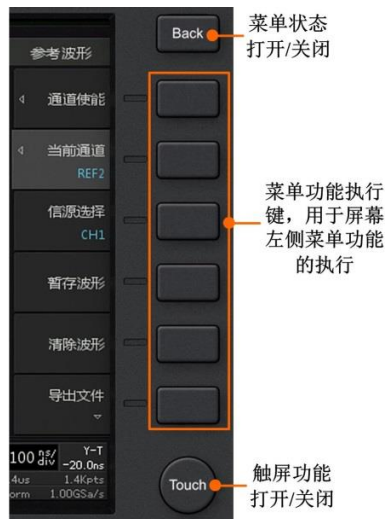 参考波形
通道使能
当前通道
REF2
信源选择
CH1
暂存波形
清除波形
导出文件
100 ns/div
Y-T
-20.0ns
4us
1.4Kpts
orm
1.00GSa/s
Back
Touch
菜单状态
打开/关闭
菜单功能执行
键,用于屏幕
左侧菜单功能
的执行
触屏功能
打开/关闭